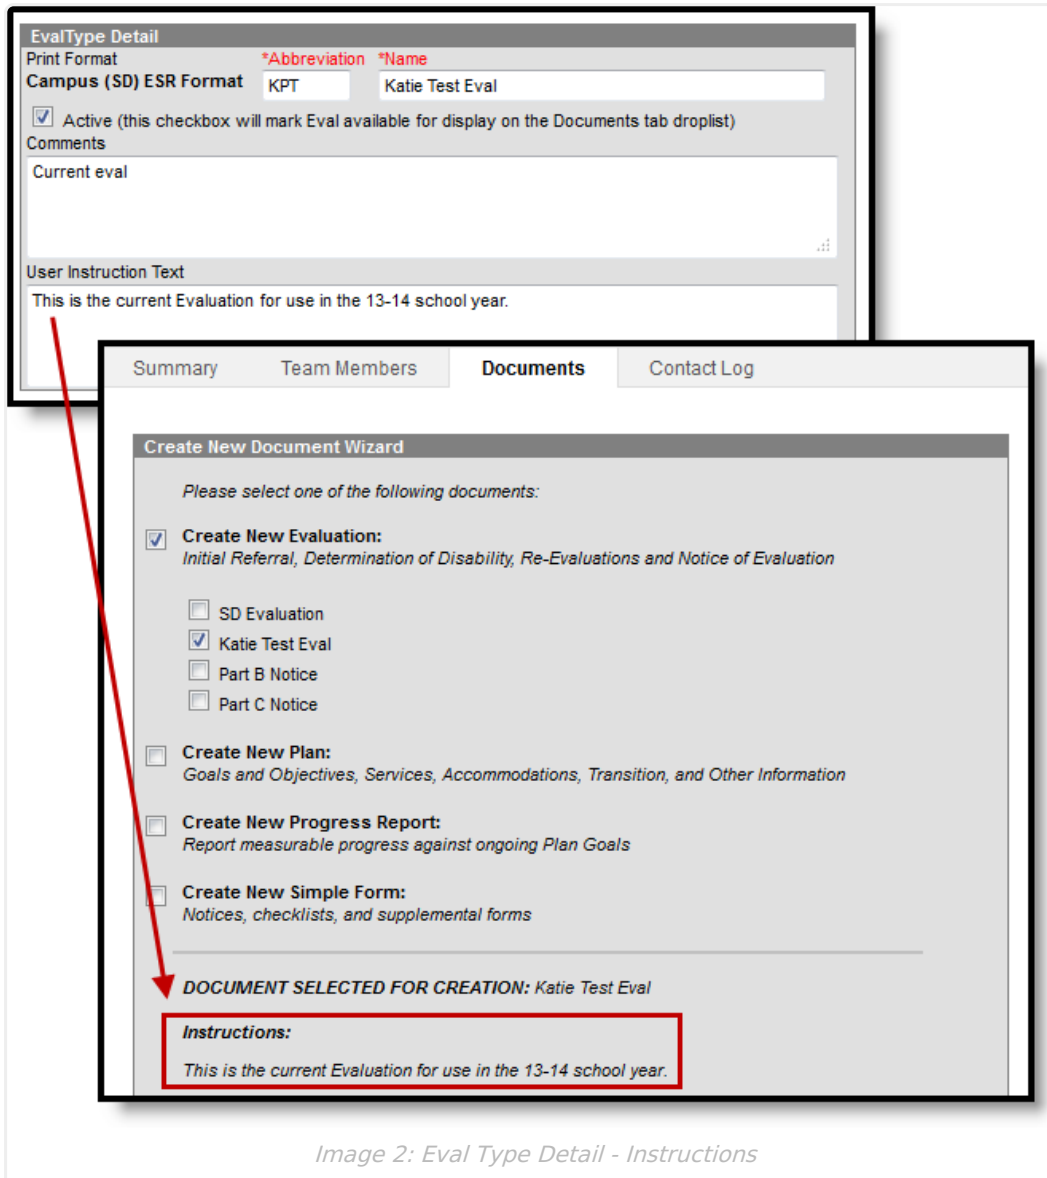 EvalType Detail
Print Format *Abbreviation *Name
Campus (SD) ESR Format KPT Katie Test Eval
Active (this checkbox will mark Eval available for display on the Documents tab droplist)
Comments
Current eval
User Instruction Text
This is the current Evaluation for use in the 13-14 school year.
Summary Team Members Documents Contact Log
Create New Document Wizard
Please select one of the following documents:
Create New Evaluation:
Initial Referral, Determination of Disability, Re-Evaluations and Notice of Evaluation
SD Evaluation
Katie Test Eval
Part B Notice
Part C Notice
Create New Plan:
Goals and Objectives, Services, Accommodations, Transition, and Other Information
Create New Progress Report:
Report measurable progress against ongoing Plan Goals
Create New Simple Form:
Notices, checklists, and supplemental forms
DOCUMENT SELECTED FOR CREATION: Katie Test Eval
Instructions:
This is the current Evaluation for use in the 13-14 school year.
Image 2: Eval Type Detail - Instructions